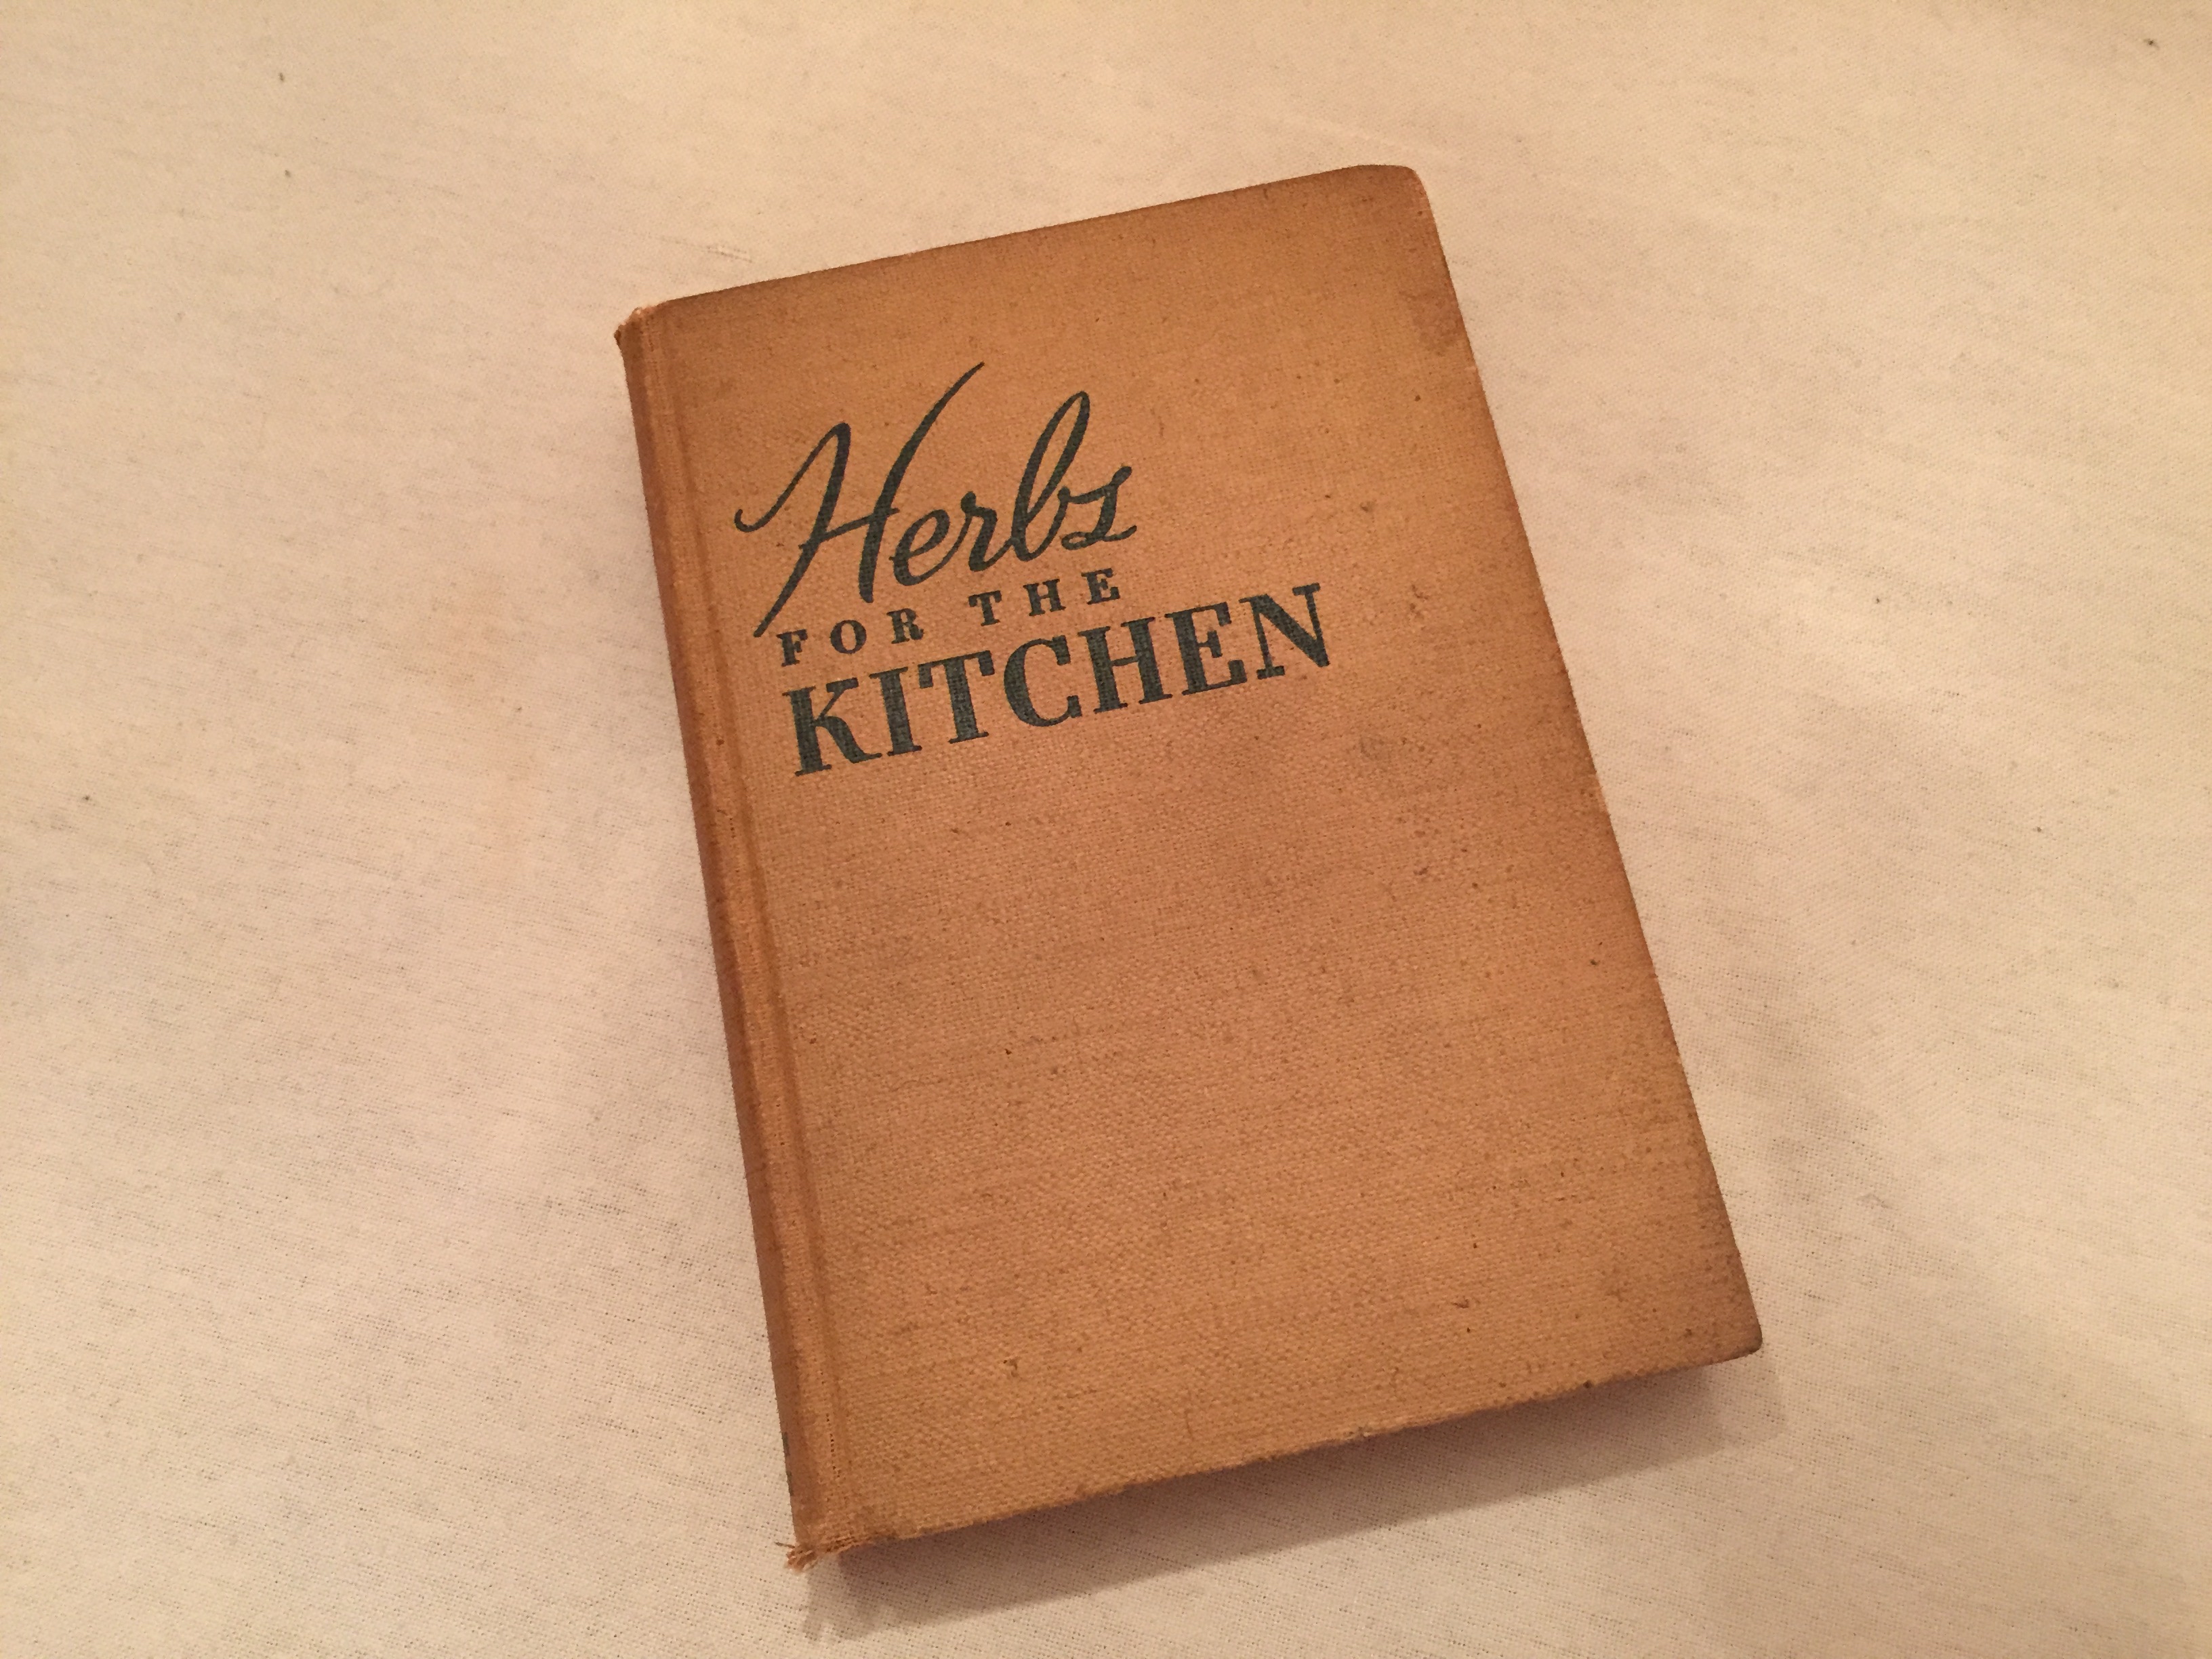 Herbs
FOR THE
KITCHEN